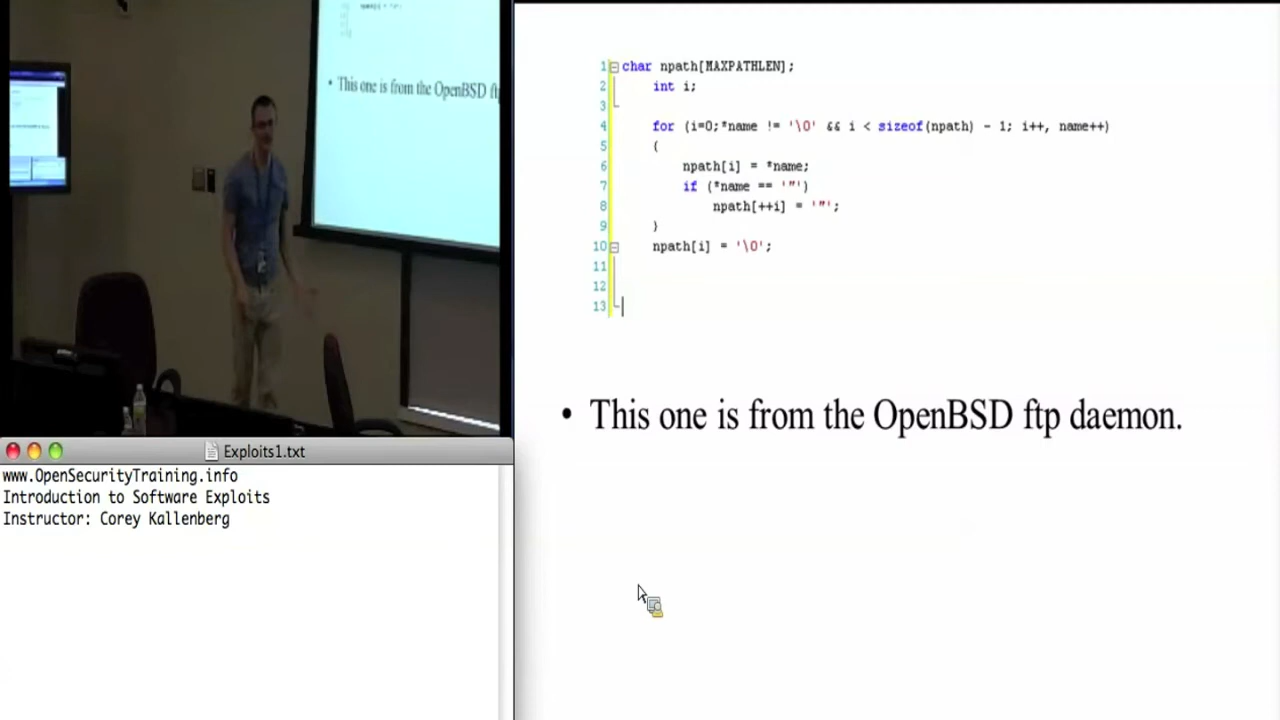 • This one is from the OpenBSD ft
1 char npath[MAXPATHLEN];
2 int i;
3
4 for (i=0;*name != '\0' && i < sizeof(npath) - 1; i++, name++)
5 {
6 npath[i] = *name;
7 if (*name == '"')
8 npath[++i] = '"';
9 }
10 npath[i] = '\0';
11
12
13
• This one is from the OpenBSD ftp daemon.
Exploits1.txt
www.OpenSecurityTraining.info
Introduction to Software Exploits
Instructor: Corey Kallenberg